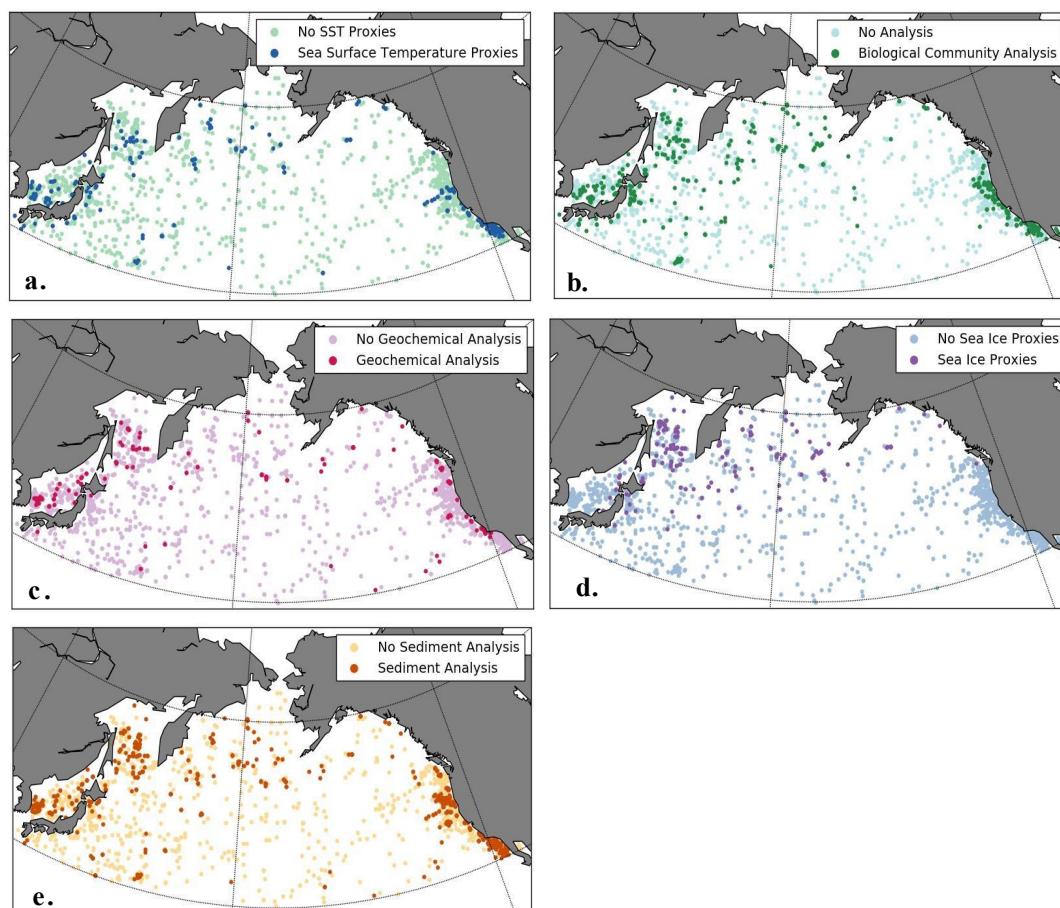 No SST Proxies
Sea Surface Temperature Proxies
a.
No Analysis
Biological Community Analysis
b.
No Geochemical Analysis
Geochemical Analysis
c.
No Sea Ice Proxies
Sea Ice Proxies
d.
No Sediment Analysis
Sediment Analysis
e.